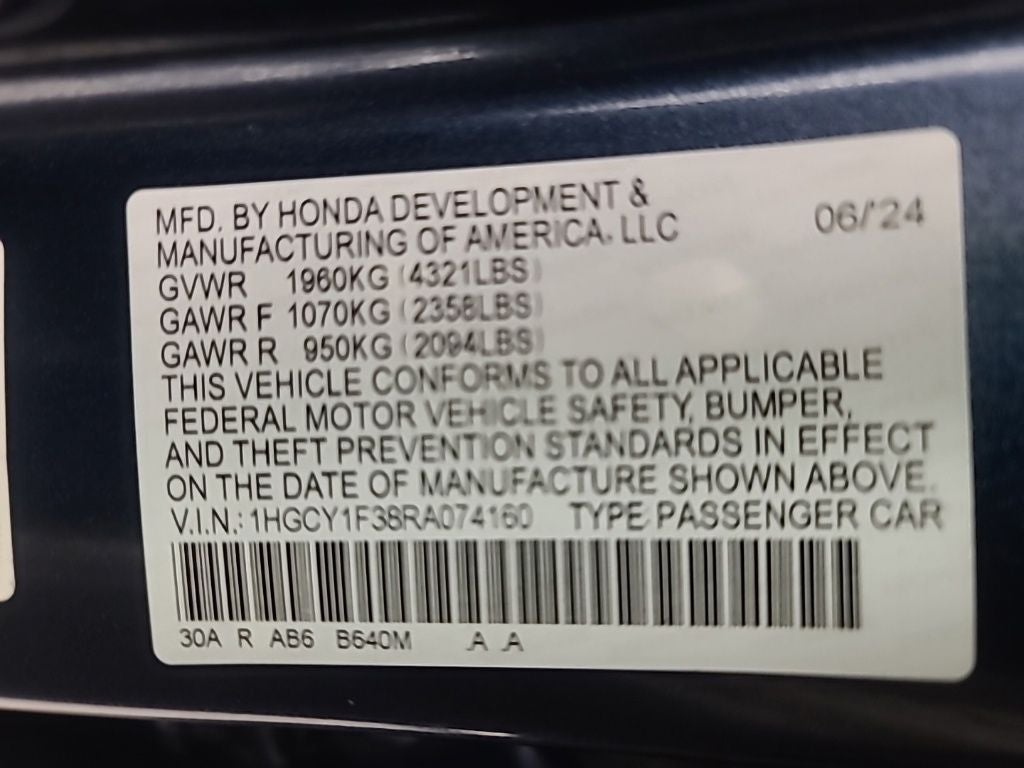 MFD. BY HONDA DEVELOPMENT &
MANUFACTURING OF AMERICA, LLC
06/'24
GVWR 1960KG (4321LBS)
GAWR F 1070KG (2358LBS)
GAWR R 950KG (2094LBS)
THIS VEHICLE CONFORMS TO ALL APPLICABLE
FEDERAL MOTOR VEHICLE SAFETY, BUMPER,
AND THEFT PREVENTION STANDARDS IN EFFECT
ON THE DATE OF MANUFACTURE SHOWN ABOVE.
V.I.N.: 1HGCY1F38RA074160 TYPE PASSENGER CAR
30A R AB6 B640M A A